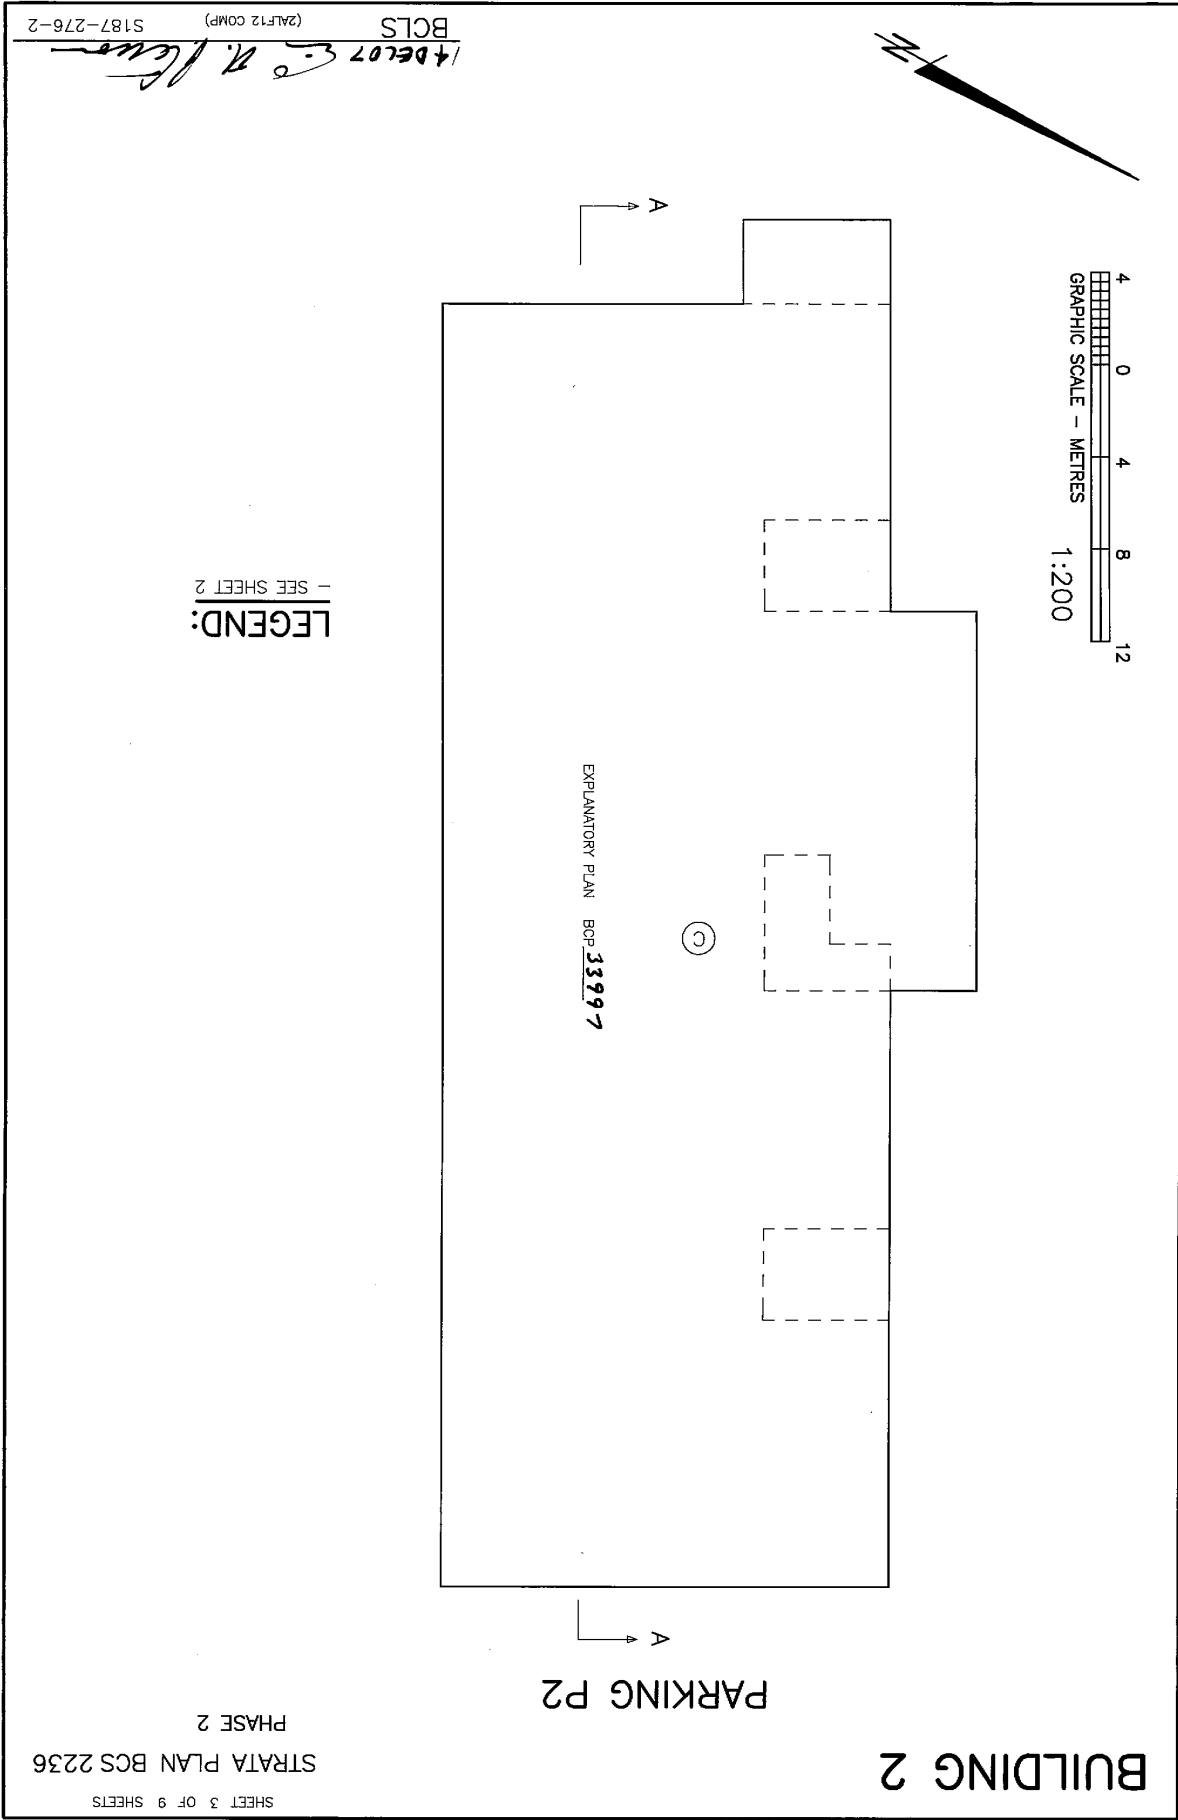 SHEET 3 OF 9 SHEETS
STRATA PLAN BCS 2236
PHASE 2
BUILDING 2
PARKING P2
A
A
EXPLANATORY PLAN BCP 33997
C
LEGEND:
- SEE SHEET 2
4 0 4 8 12
GRAPHIC SCALE - METRES
1:200
N
BCLS
(2ALF12 COMP)
S187-276-2